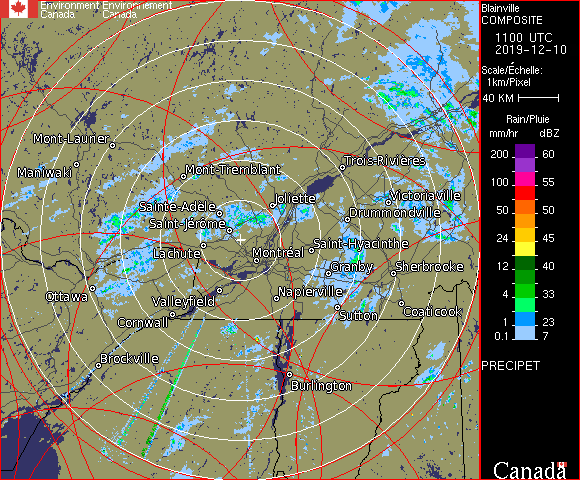 Environment Environnement
Canada Canada
Blainville
COMPOSITE
1100 UTC
2019-12-10
Scale/Échelle:
1km/Pixel
40 KM
Rain/Pluie
mm/hr dBZ
200 60
100 55
50 50
24 45
12 40
4 33
1 23
0.1 7
PRECIPET
Canada
Mont-Laurier
Maniwaki
Mont-Tremblant
Trois-Rivières
Victoriaville
Joliette
Sainte-Adele
Drummondville
Saint-Jérôme
Saint-Hyacinthe
Lachute
Montréal
Granby
Sherbrooke
Ottawa
Valleyfield
Napierville
Sutton
Coaticook
Cornwall
Brockville
Burlington